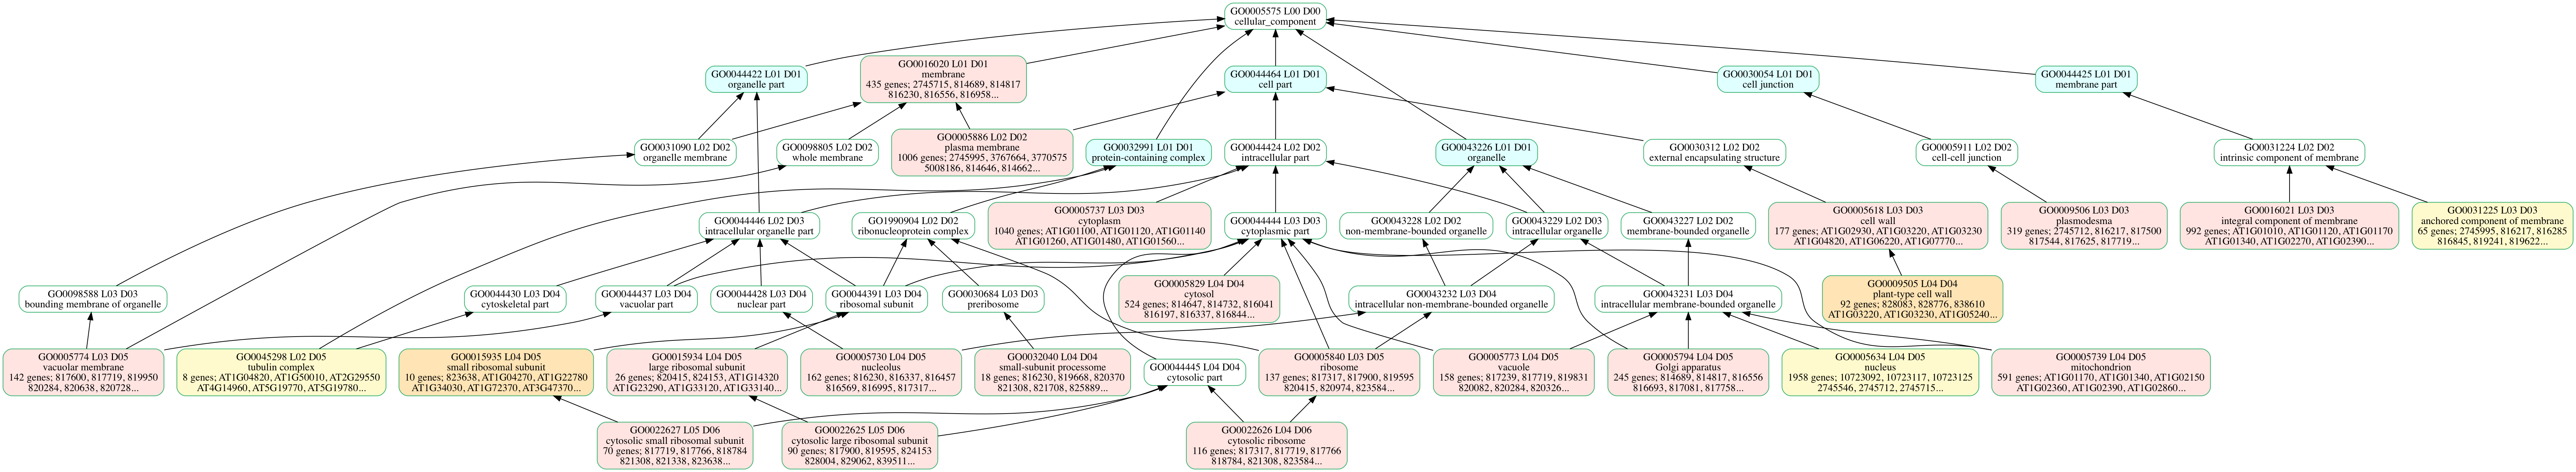 GO0005575 L00 D00
cellular_component
GO0044422 L01 D01
organelle part
GO0016020 L01 D01
membrane
435 genes; 2745715, 814689, 814817
816230, 816556, 816958...
GO0044464 L01 D01
cell part
GO0030054 L01 D01
cell junction
GO0044425 L01 D01
membrane part
GO0031090 L02 D02
organelle membrane
GO0098805 L02 D02
whole membrane
GO0005886 L02 D02
plasma membrane
1006 genes; 2745995, 3767664, 3770575
5008186, 814646, 814662...
GO0032991 L01 D01
protein-containing complex
GO0044424 L02 D02
intracellular part
GO0043226 L01 D01
organelle
GO0030312 L02 D02
external encapsulating structure
GO0005911 L02 D02
cell-cell junction
GO0031224 L02 D02
intrinsic component of membrane
GO0044446 L02 D03
intracellular organelle part
GO1990904 L02 D02
ribonucleoprotein complex
GO0005737 L03 D03
cytoplasm
1040 genes; AT1G01100, AT1G01120, AT1G01140
AT1G01260, AT1G01480, AT1G01560...
GO0044444 L03 D03
cytoplasmic part
GO0043228 L02 D02
non-membrane-bounded organelle
GO0043229 L02 D03
intracellular organelle
GO0043227 L02 D02
membrane-bounded organelle
GO0005618 L03 D03
cell wall
177 genes; AT1G02930, AT1G03220, AT1G03230
AT1G04820, AT1G06220, AT1G07770...
GO0009506 L03 D03
plasmodesma
319 genes; 2745712, 816217, 817500
817544, 817625, 817719...
GO0016021 L03 D03
integral component of membrane
992 genes; AT1G01010, AT1G01120, AT1G01170
AT1G01340, AT1G02270, AT1G02390...
GO0031225 L03 D03
anchored component of membrane
65 genes; 2745995, 816217, 816285
816845, 819241, 819622...
GO0098588 L03 D03
bounding membrane of organelle
GO0044430 L03 D04
cytoskeletal part
GO0044437 L03 D04
vacuolar part
GO0044428 L03 D04
nuclear part
GO0044391 L03 D04
ribosomal subunit
GO0030684 L03 D03
preribosome
GO0005829 L04 D04
cytosol
524 genes; 814647, 814732, 816041
816197, 816337, 816844...
GO0043232 L03 D04
intracellular non-membrane-bounded organelle
GO0043231 L03 D04
intracellular membrane-bounded organelle
GO0009505 L04 D04
plant-type cell wall
92 genes; 828083, 828776, 838610
AT1G03220, AT1G03230, AT1G05240...
GO0005774 L03 D05
vacuolar membrane
142 genes; 817600, 817719, 819950
820284, 820638, 820728...
GO0045298 L02 D05
tubulin complex
8 genes; AT1G04820, AT1G50010, AT2G29550
AT4G14960, AT5G19770, AT5G19780...
GO0015935 L04 D05
small ribosomal subunit
10 genes; 823638, AT1G04270, AT1G22780
AT1G34030, AT1G72370, AT3G47370...
GO0015934 L04 D05
large ribosomal subunit
26 genes; 820415, 824153, AT1G14320
AT1G23290, AT1G33120, AT1G33140...
GO0005730 L04 D05
nucleolus
162 genes; 816230, 816337, 816457
816569, 816995, 817317...
GO0032040 L04 D04
small-subunit processome
18 genes; 816230, 819668, 820370
821308, 821708, 825889...
GO0044445 L04 D04
cytosolic part
GO0005840 L03 D05
ribosome
137 genes; 817317, 817900, 819595
820415, 820974, 823584...
GO0005773 L04 D05
vacuole
158 genes; 817239, 817719, 819831
820082, 820284, 820326...
GO0005794 L04 D05
Golgi apparatus
245 genes; 814689, 814817, 816556
816693, 817081, 817758...
GO0005634 L04 D05
nucleus
1958 genes; 10723092, 10723117, 10723125
2745546, 2745712, 2745715...
GO0005739 L04 D05
mitochondrion
591 genes; AT1G01170, AT1G01340, AT1G02150
AT1G02360, AT1G02390, AT1G02860...
GO0022627 L05 D06
cytosolic small ribosomal subunit
70 genes; 817719, 817766, 818784
821308, 821338, 823638...
GO0022625 L05 D06
cytosolic large ribosomal subunit
90 genes; 817900, 819595, 824153
828004, 829062, 839511...
GO0022626 L04 D06
cytosolic ribosome
116 genes; 817317, 817719, 817766
818784, 821308, 823584...